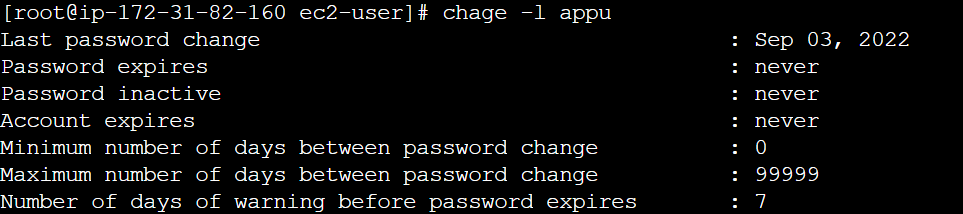 [root@ip-172-31-82-160 ec2-user]# chage -l appu
Last password change : Sep 03, 2022
Password expires : never
Password inactive : never
Account expires : never
Minimum number of days between password change : 0
Maximum number of days between password change : 99999
Number of days of warning before password expires : 7